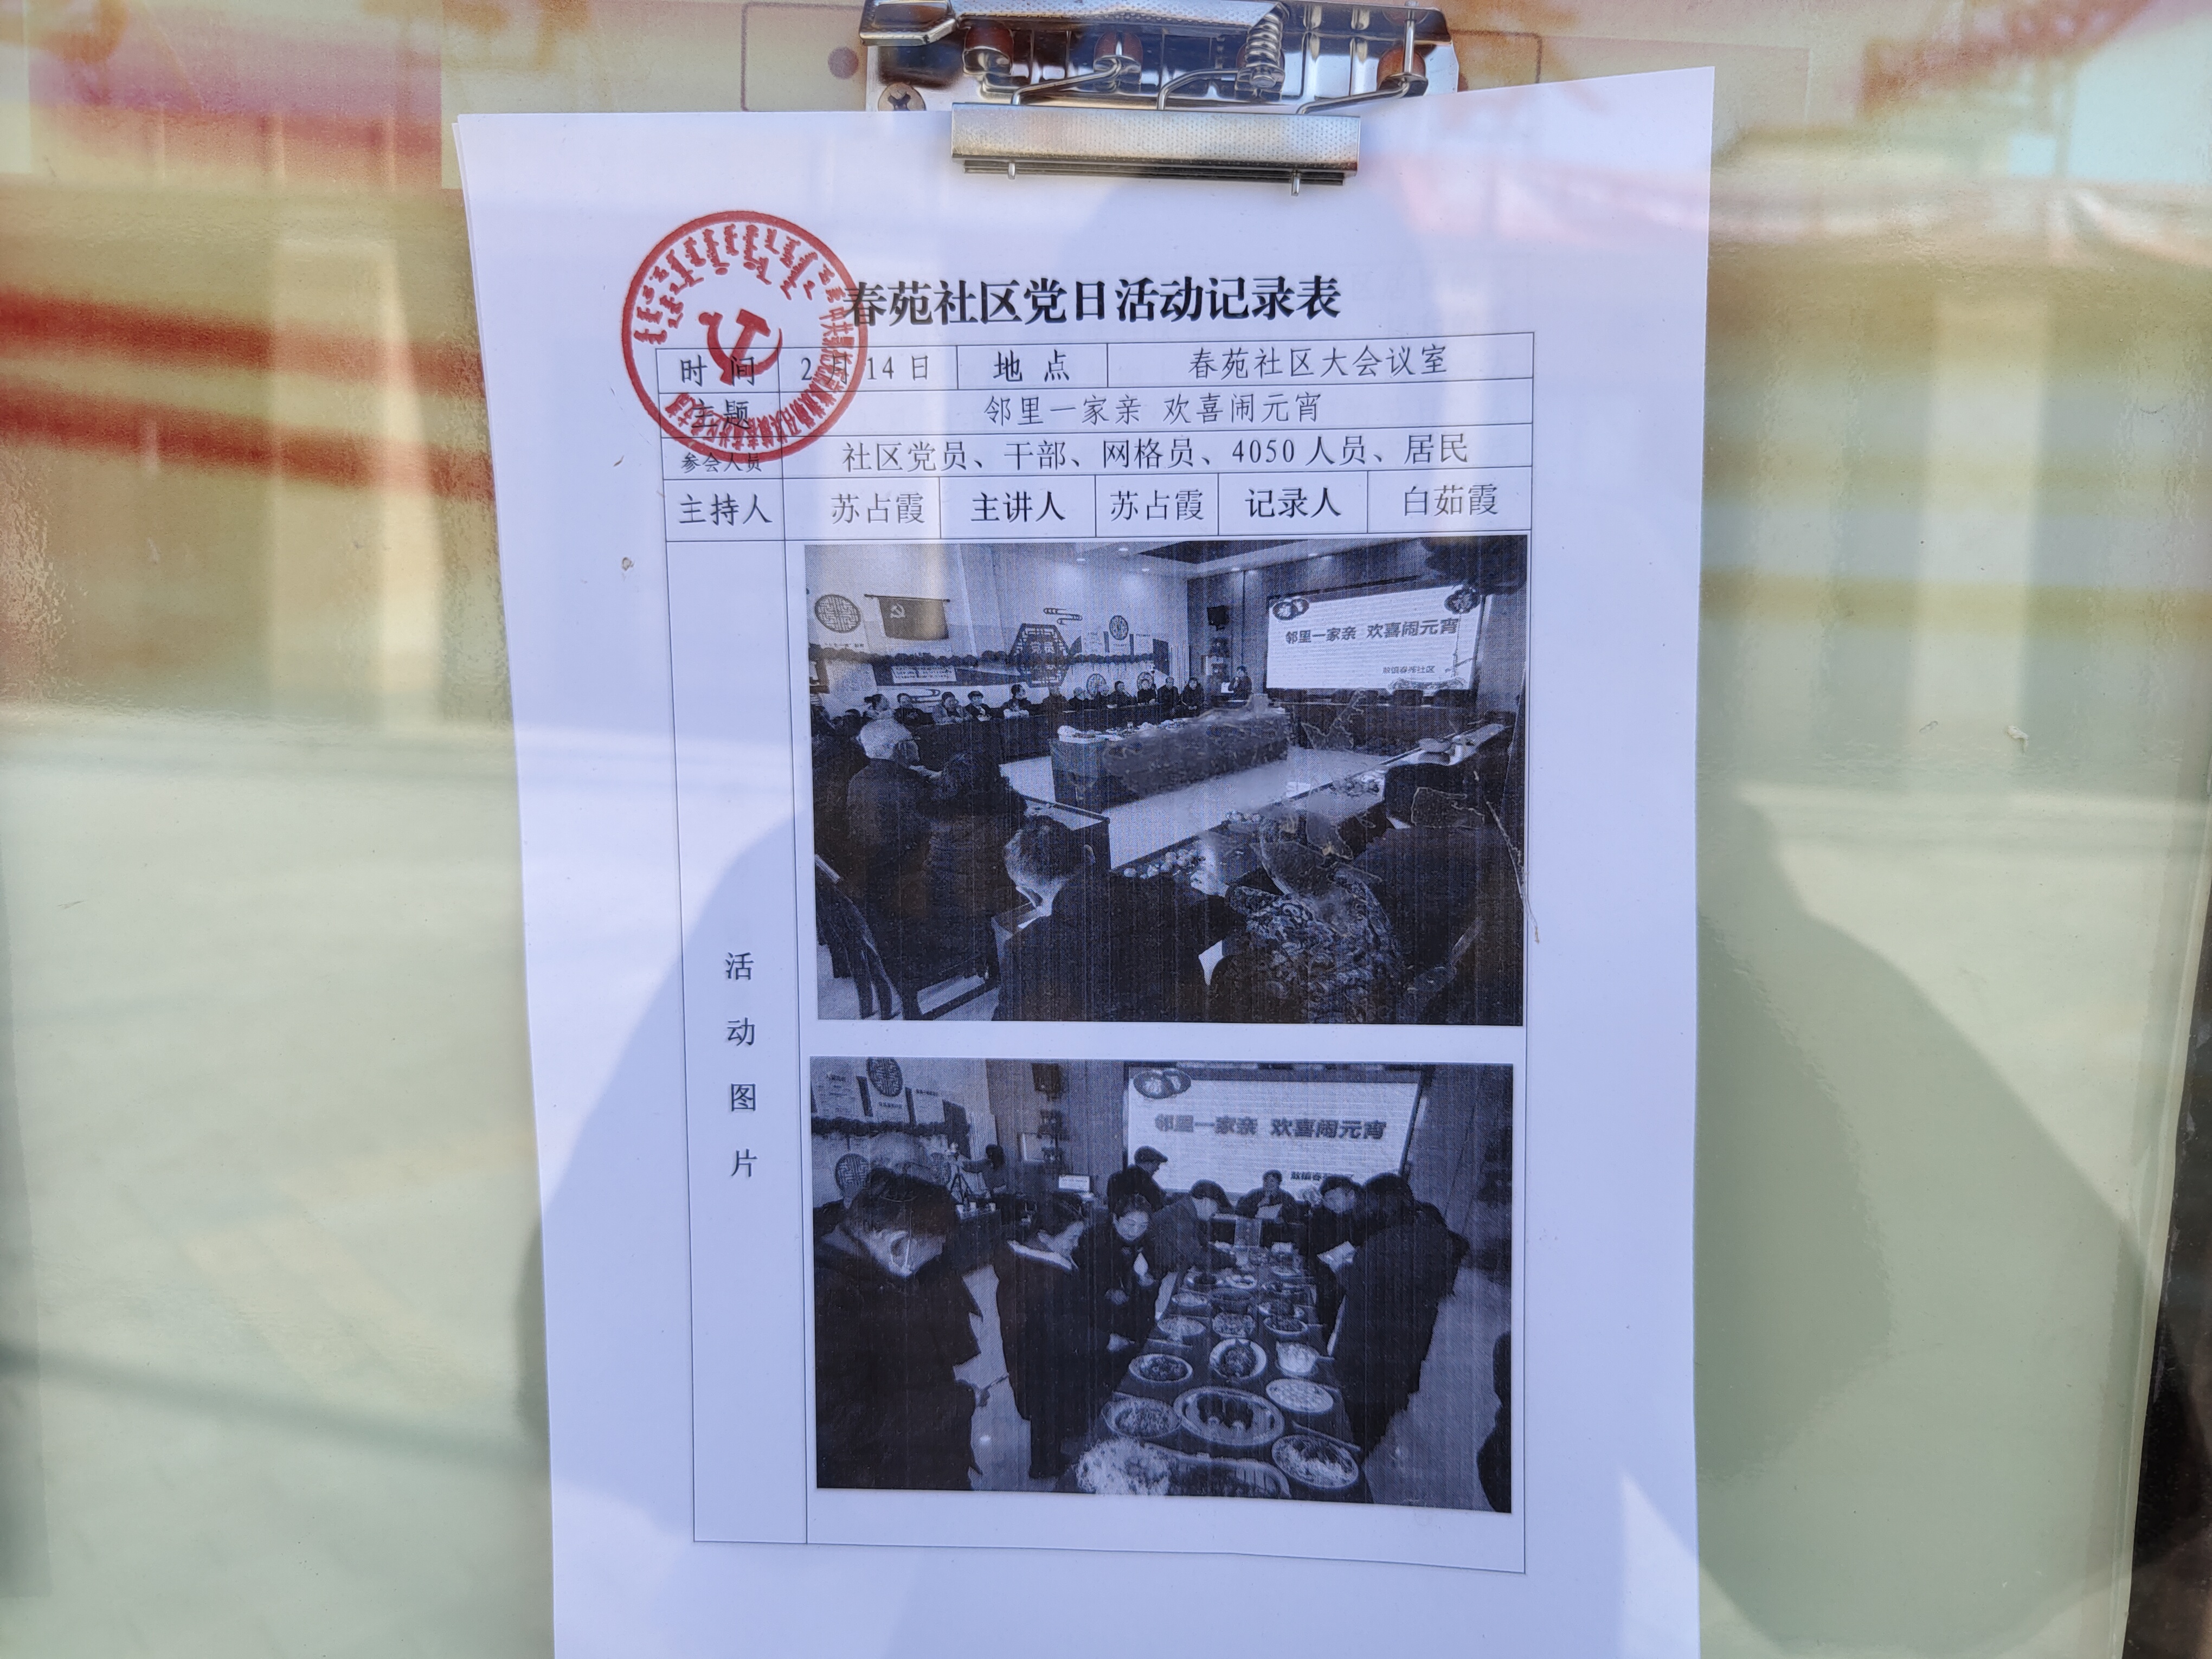 春苑社区党日活动记录表
时 间 2月14日 地 点 春苑社区大会议室
主题 邻里一家亲 欢喜闹元宵
参会人员 社区党员、干部、网格员、4050人员、居民
主持人 苏占霞 主讲人 苏占霞 记录人 白茹霞
活动图片
邻里一家亲 欢喜闹元宵
邻里一家亲 欢喜闹元宵